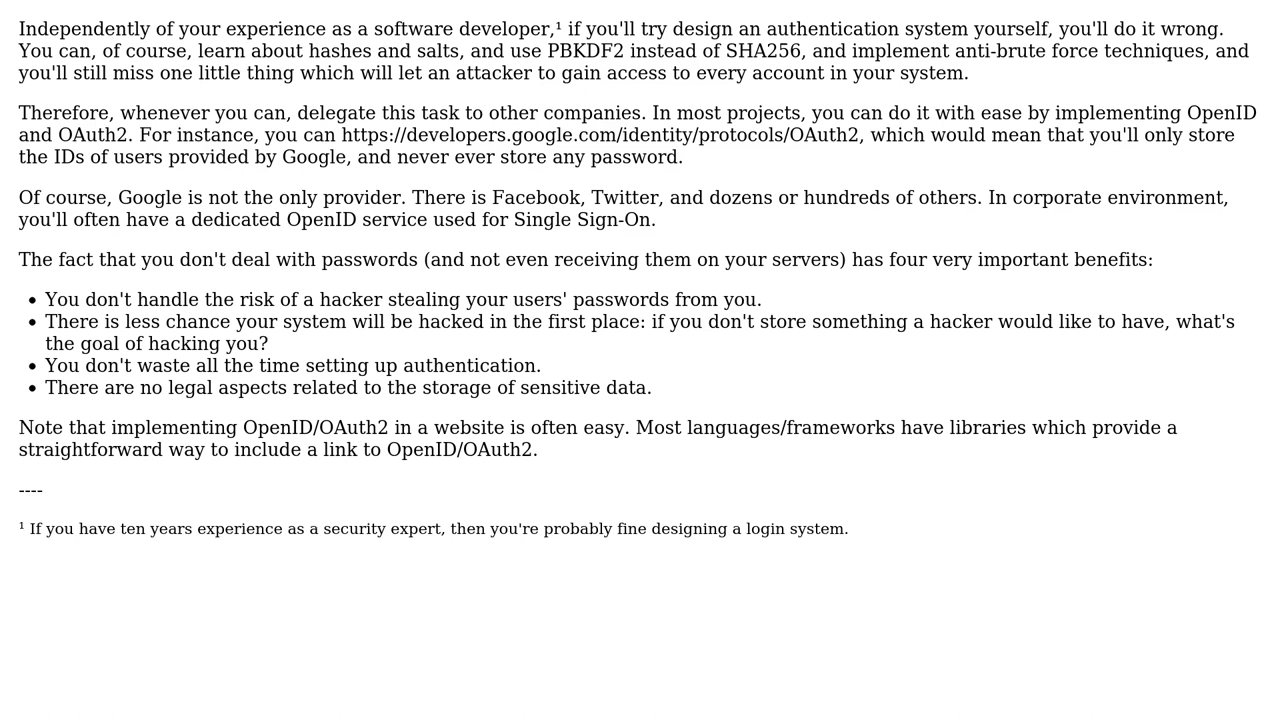 Independently of your experience as a software developer,¹ if you'll try design an authentication system yourself, you'll do it wrong.
You can, of course, learn about hashes and salts, and use PBKDF2 instead of SHA256, and implement anti-brute force techniques, and
you'll still miss one little thing which will let an attacker to gain access to every account in your system.
Therefore, whenever you can, delegate this task to other companies. In most projects, you can do it with ease by implementing OpenID
and OAuth2. For instance, you can https://developers.google.com/identity/protocols/OAuth2, which would mean that you'll only store
the IDs of users provided by Google, and never ever store any password.
Of course, Google is not the only provider. There is Facebook, Twitter, and dozens or hundreds of others. In corporate environment,
you'll often have a dedicated OpenID service used for Single Sign-On.
The fact that you don't deal with passwords (and not even receiving them on your servers) has four very important benefits:
• You don't handle the risk of a hacker stealing your users' passwords from you.
• There is less chance your system will be hacked in the first place: if you don't store something a hacker would like to have, what's
the goal of hacking you?
• You don't waste all the time setting up authentication.
• There are no legal aspects related to the storage of sensitive data.
Note that implementing OpenID/OAuth2 in a website is often easy. Most languages/frameworks have libraries which provide a
straightforward way to include a link to OpenID/OAuth2.
----
¹ If you have ten years experience as a security expert, then you're probably fine designing a login system.